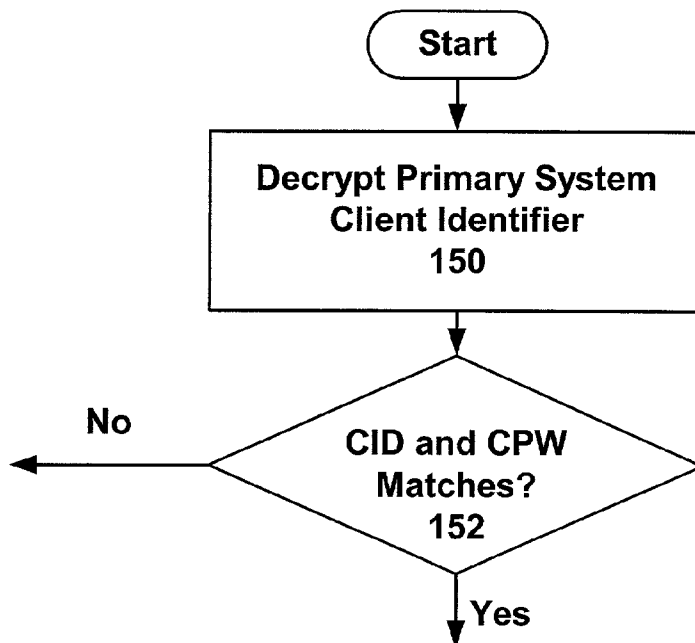 Start
Decrypt Primary System
Client Identifier
150
No
CID and CPW
Matches?
152
Yes